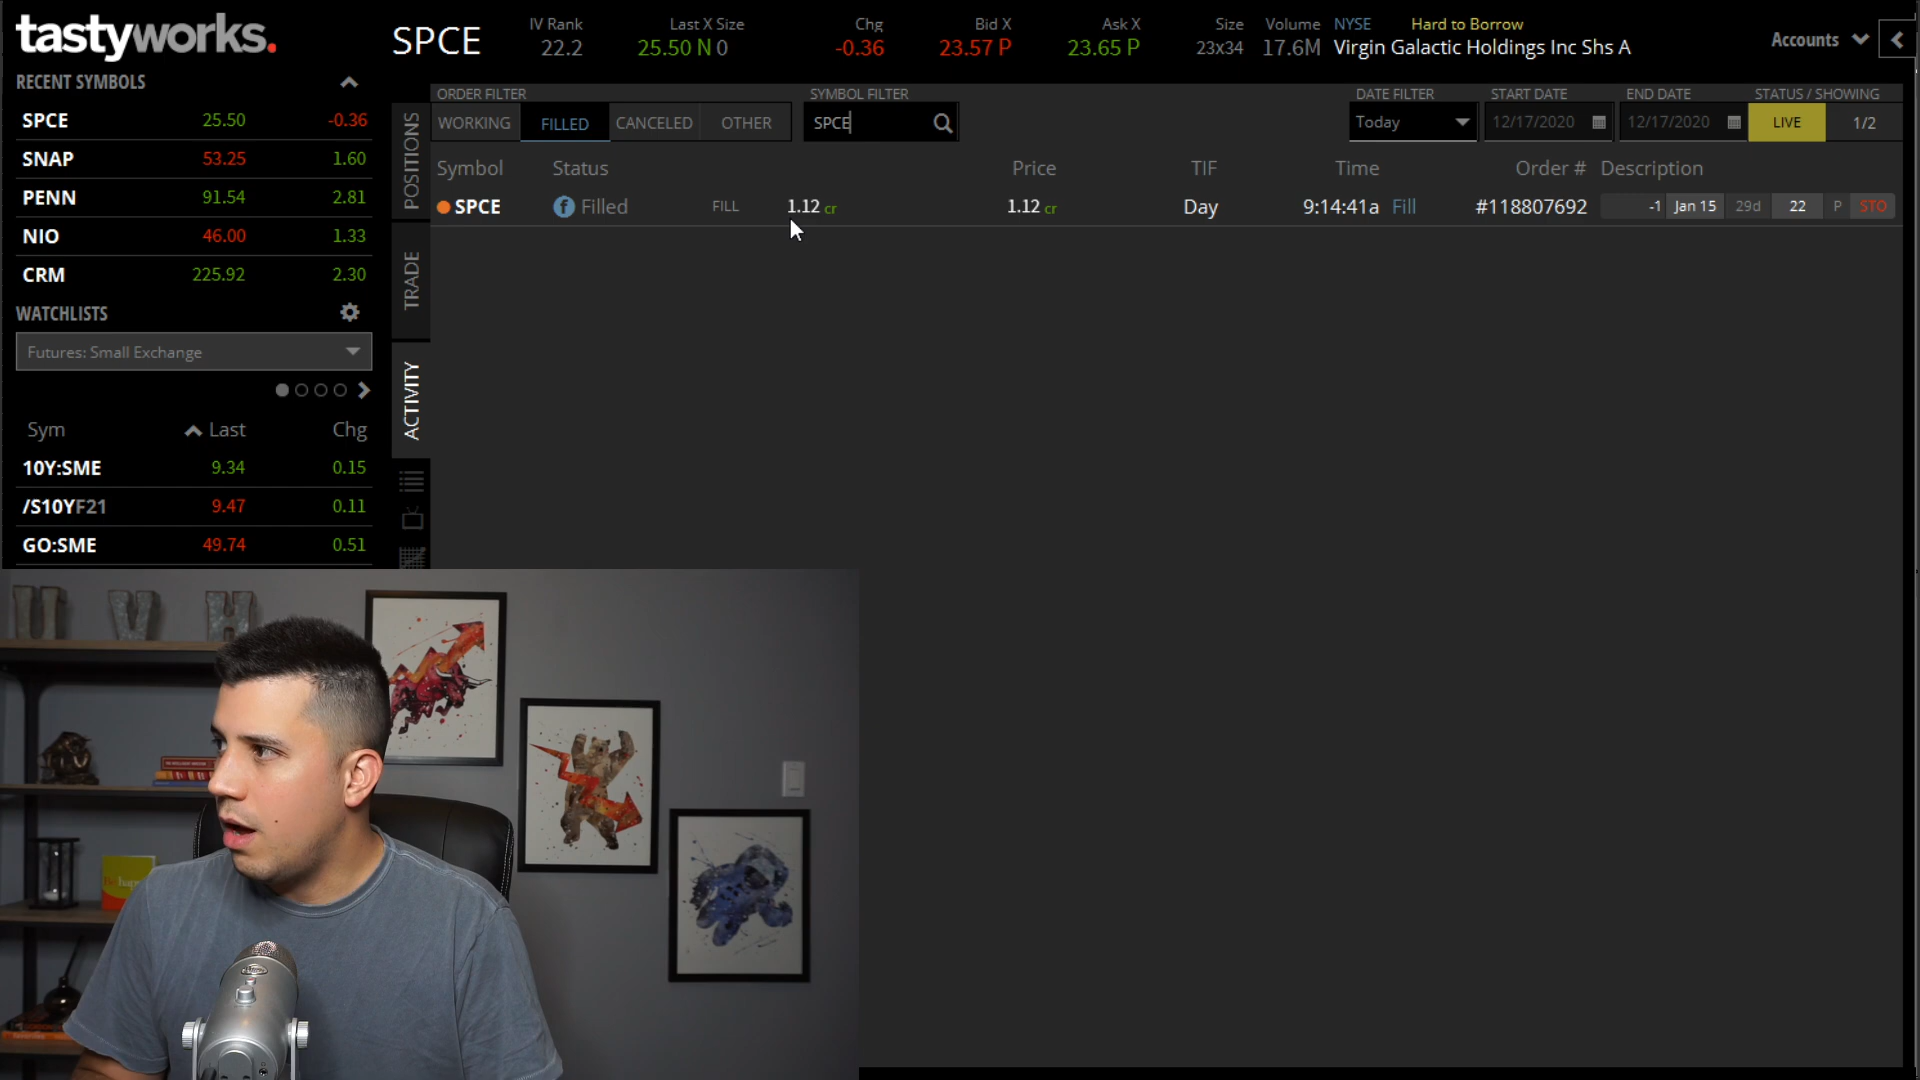 tastyworks.
SPCE
IV Rank
22.2
Last X Size
25.50 N 0
Chg
-0.36
Bid X
23.57 P
Ask X
23.65 P
Size
23x34
Volume
17.6M
NYSE
Hard to Borrow
Virgin Galactic Holdings Inc Shs A
Accounts
RECENT SYMBOLS
SPCE 25.50 -0.36
SNAP 53.25 1.60
PENN 91.54 2.81
NIO 46.00 1.33
CRM 225.92 2.30
WATCHLISTS
Futures: Small Exchange
Sym Last Chg
10Y:SME 9.34 0.15
/S10YF21 9.47 0.11
GO:SME 49.74 0.51
POSITIONS
TRADE
ACTIVITY
ORDER FILTER
WORKING FILLED CANCELED OTHER
SYMBOL FILTER
SPCE
DATE FILTER
Today
START DATE
12/17/2020
END DATE
12/17/2020
STATUS / SHOWING
LIVE 1/2
Symbol Status Price TIF Time Order # Description
SPCE f Filled FILL 1.12 cr 1.12 cr Day 9:14:41a Fill #118807692 -1 Jan 15 29d 22 P STO
U V H